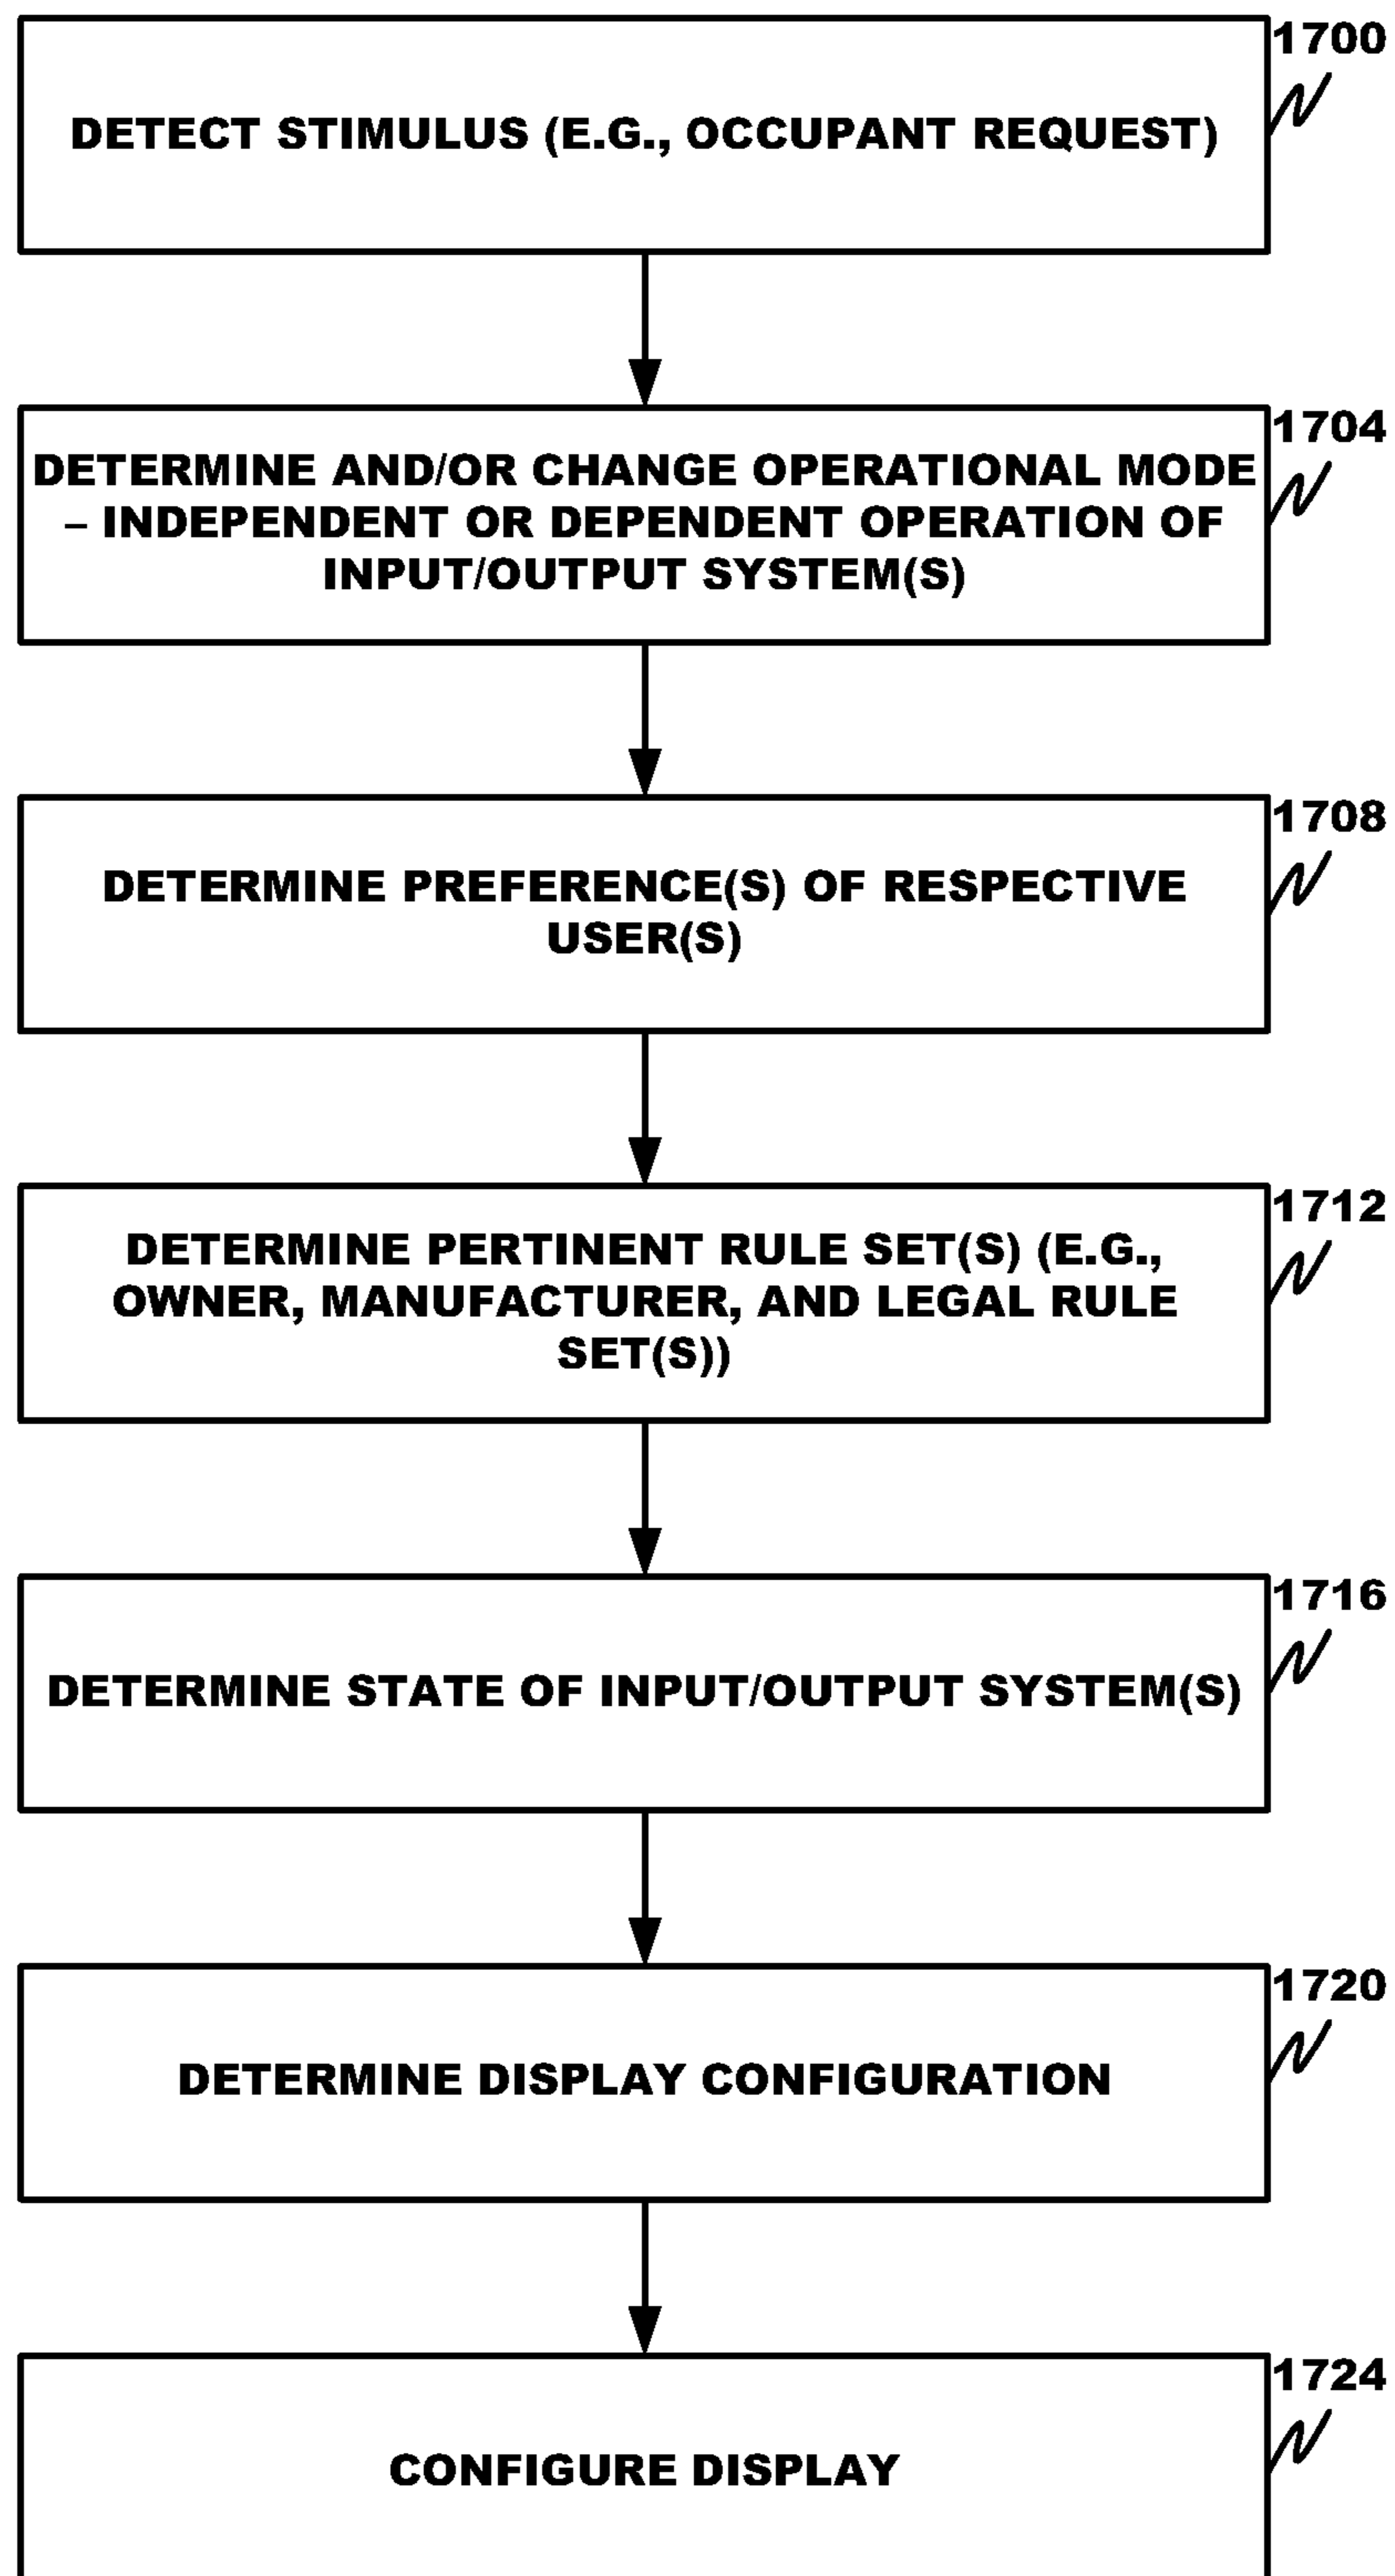 1700
DETECT STIMULUS (E.G., OCCUPANT REQUEST)
1704
DETERMINE AND/OR CHANGE OPERATIONAL MODE
– INDEPENDENT OR DEPENDENT OPERATION OF
INPUT/OUTPUT SYSTEM(S)
1708
DETERMINE PREFERENCE(S) OF RESPECTIVE
USER(S)
1712
DETERMINE PERTINENT RULE SET(S) (E.G.,
OWNER, MANUFACTURER, AND LEGAL RULE
SET(S))
1716
DETERMINE STATE OF INPUT/OUTPUT SYSTEM(S)
1720
DETERMINE DISPLAY CONFIGURATION
1724
CONFIGURE DISPLAY